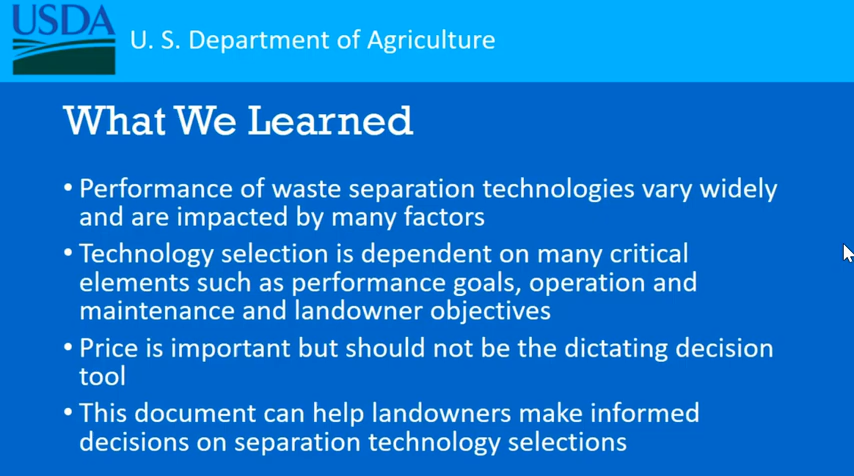 USDA
U. S. Department of Agriculture
What We Learned
• Performance of waste separation technologies vary widely
and are impacted by many factors
• Technology selection is dependent on many critical
elements such as performance goals, operation and
maintenance and landowner objectives
• Price is important but should not be the dictating decision
tool
• This document can help landowners make informed
decisions on separation technology selections